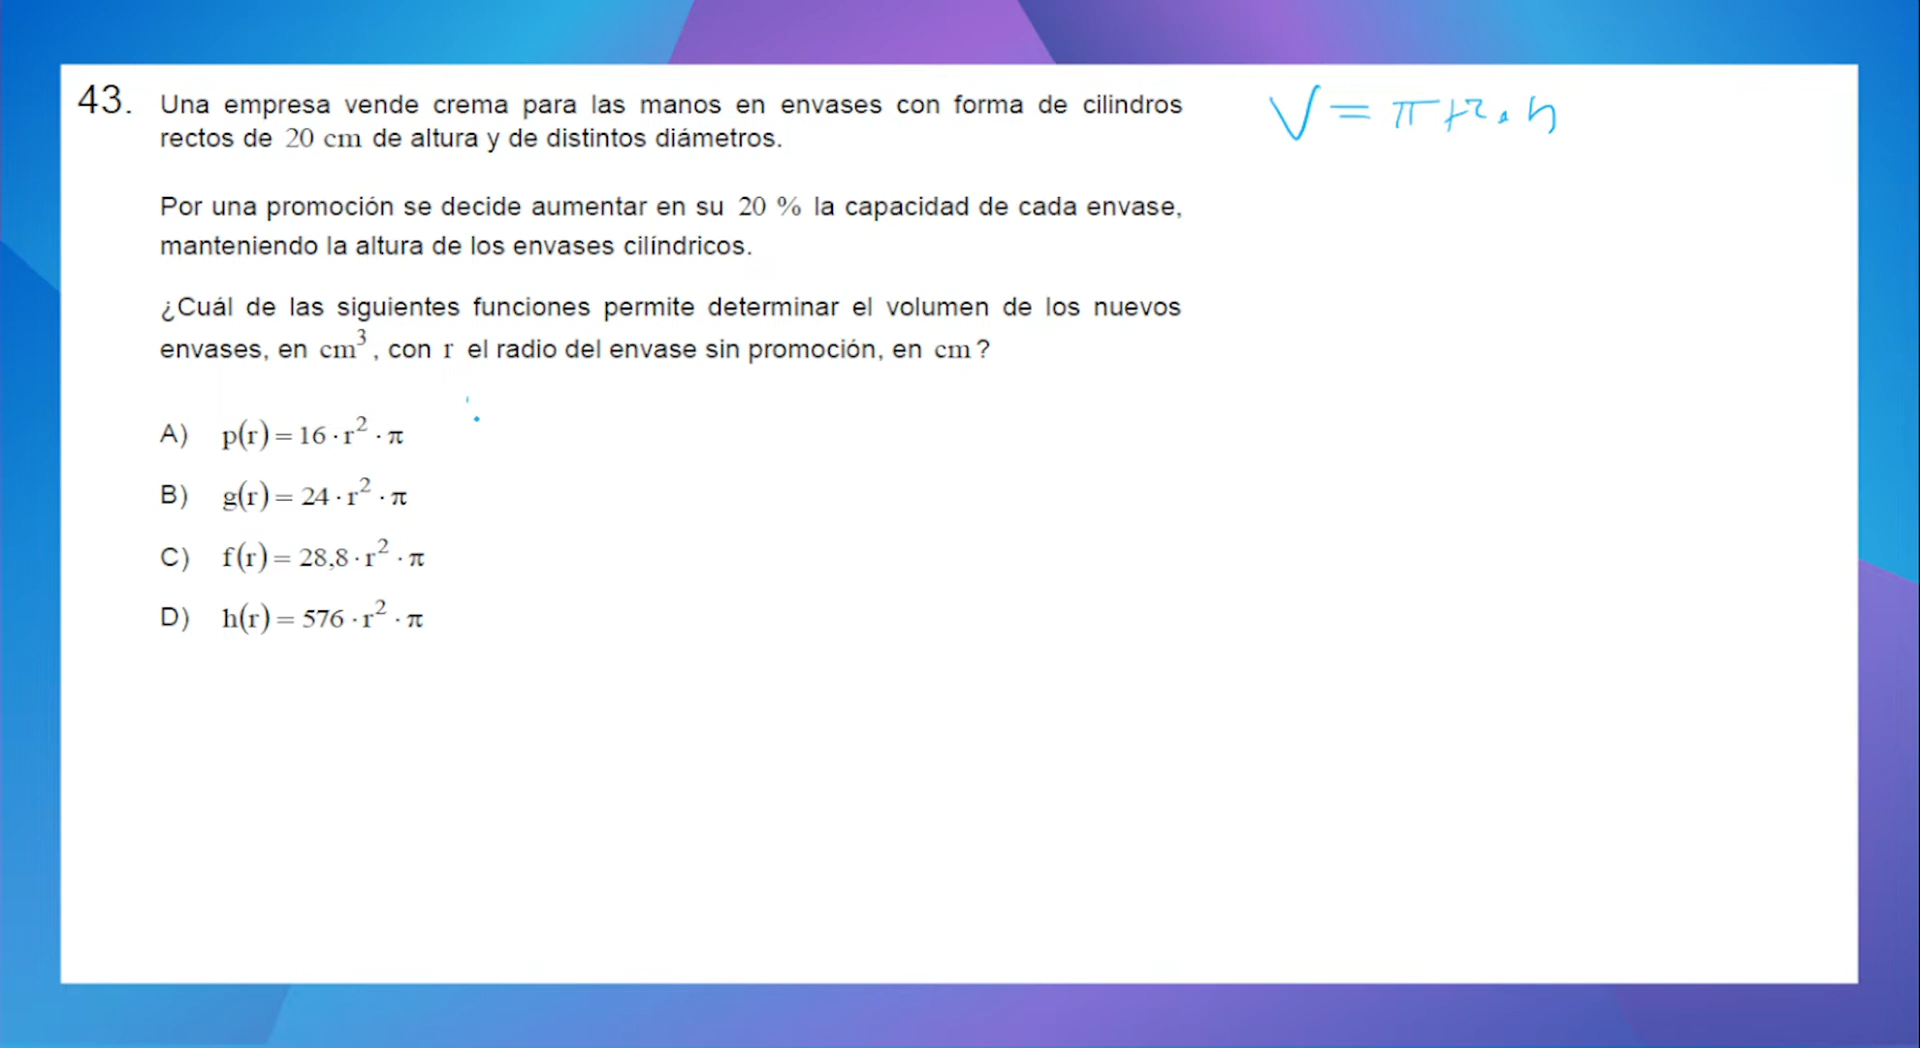 43. Una empresa vende crema para las manos en envases con forma de cilindros
rectos de 20 cm de altura y de distintos diámetros.
Por una promoción se decide aumentar en su 20 % la capacidad de cada envase,
manteniendo la altura de los envases cilíndricos.
¿Cuál de las siguientes funciones permite determinar el volumen de los nuevos
envases, en cm³, con r el radio del envase sin promoción, en cm?
A) p(r) = 16 · r² · π
B) g(r) = 24 · r² · π
C) f(r) = 28,8 · r² · π
D) h(r) = 576 · r² · π
V = π r² · h